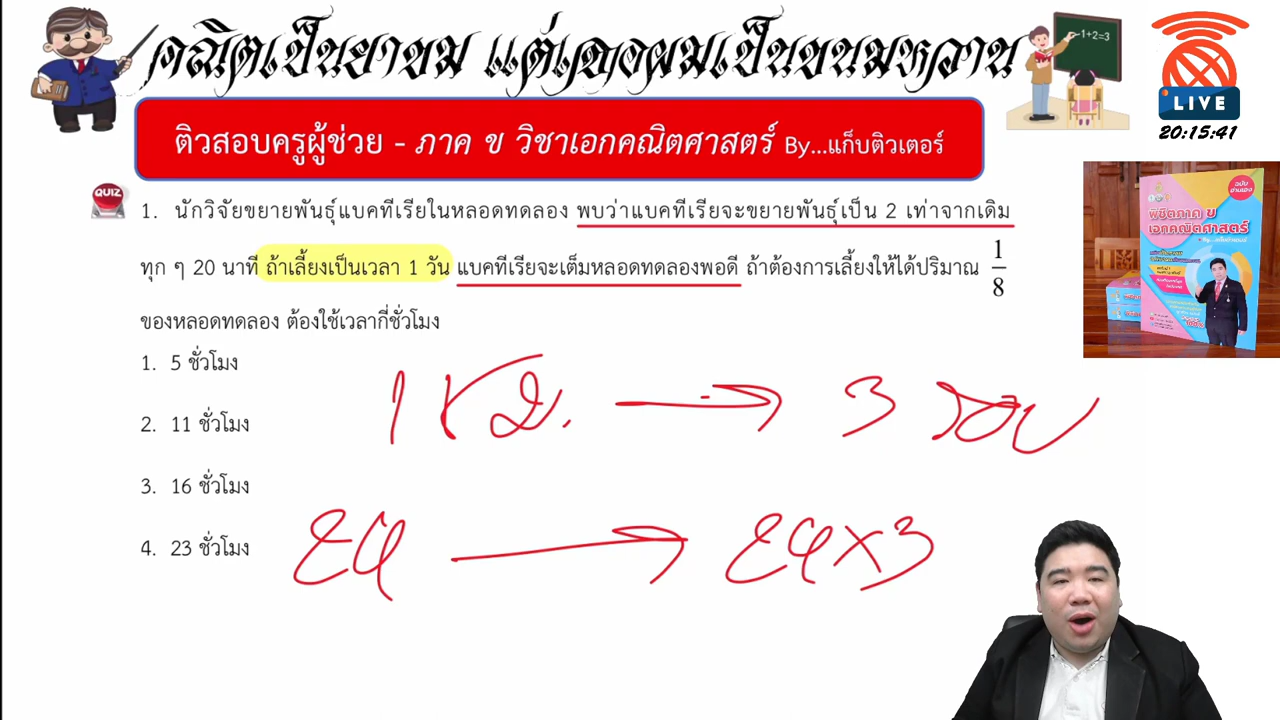 คณิตเป็นยาขม แต่เจอผมเป็นขนมหวาน
-1+2=3
LIVE
20:15:41
ติวสอบครูผู้ช่วย - ภาค ข วิชาเอกคณิตศาสตร์ By...แก็บติวเตอร์
QUIZ
1. นักวิจัยขยายพันธุ์แบคทีเรียในหลอดทดลอง พบว่าแบคทีเรียจะขยายพันธุ์เป็น 2 เท่าจากเดิม
ทุก ๆ 20 นาที ถ้าเลี้ยงเป็นเวลา 1 วัน แบคทีเรียจะเต็มหลอดทดลองพอดี ถ้าต้องการเลี้ยงให้ได้ปริมาณ 1/8
ของหลอดทดลอง ต้องใช้เวลากี่ชั่วโมง
1. 5 ชั่วโมง
2. 11 ชั่วโมง
3. 16 ชั่วโมง
4. 23 ชั่วโมง
1 ชม. → 3 รอบ
24 → 24×3
ฉบับ
อ่านเอง
พิชิตภาค ข
เอกคณิตศาสตร์